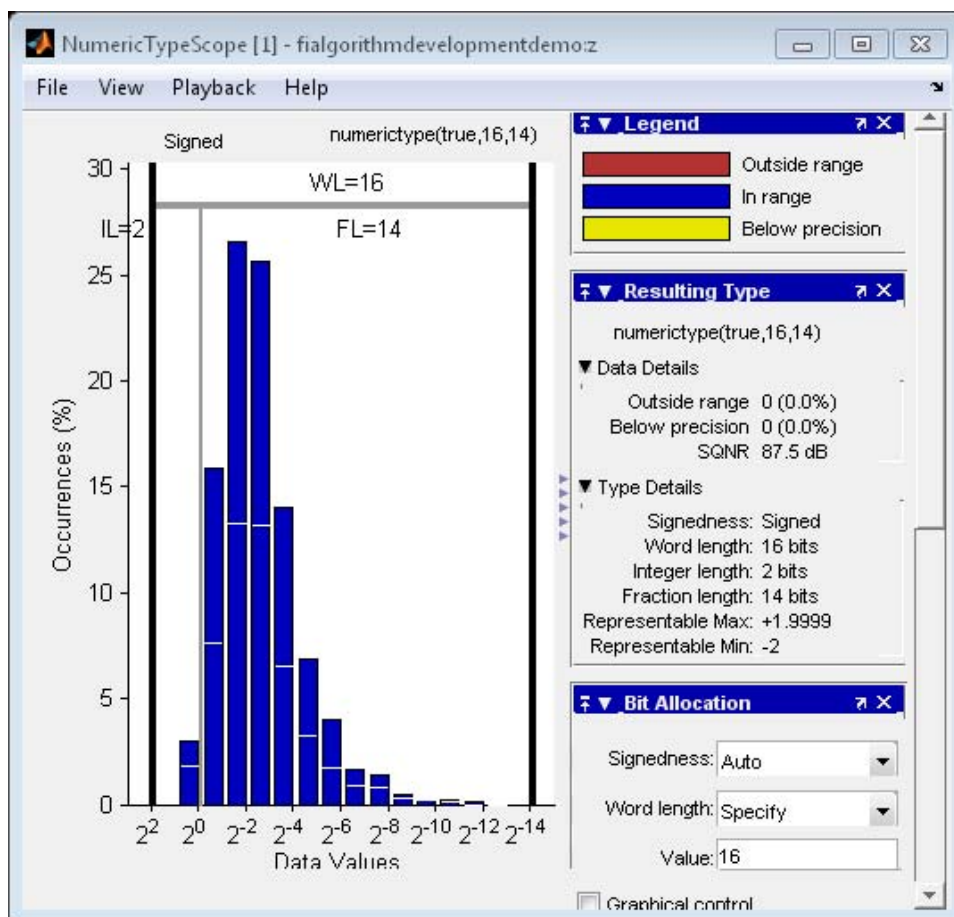 NumericTypeScope [1] - fialgorithmdevelopmentdemo:z
File View Playback Help
Signed numerictype(true,16,14)
WL=16
IL=2 FL=14
30
25
20
15
10
5
0
Occurrences (%)
2^2 2^0 2^-2 2^-4 2^-6 2^-8 2^-10 2^-12 2^-14
Data Values
Legend
Outside range
In range
Below precision
Resulting Type
numerictype(true,16,14)
Data Details
Outside range 0 (0.0%)
Below precision 0 (0.0%)
SQNR 87.5 dB
Type Details
Signedness: Signed
Word length: 16 bits
Integer length: 2 bits
Fraction length: 14 bits
Representable Max: +1.9999
Representable Min: -2
Bit Allocation
Signedness: Auto
Word length: Specify
Value: 16
Graphical control